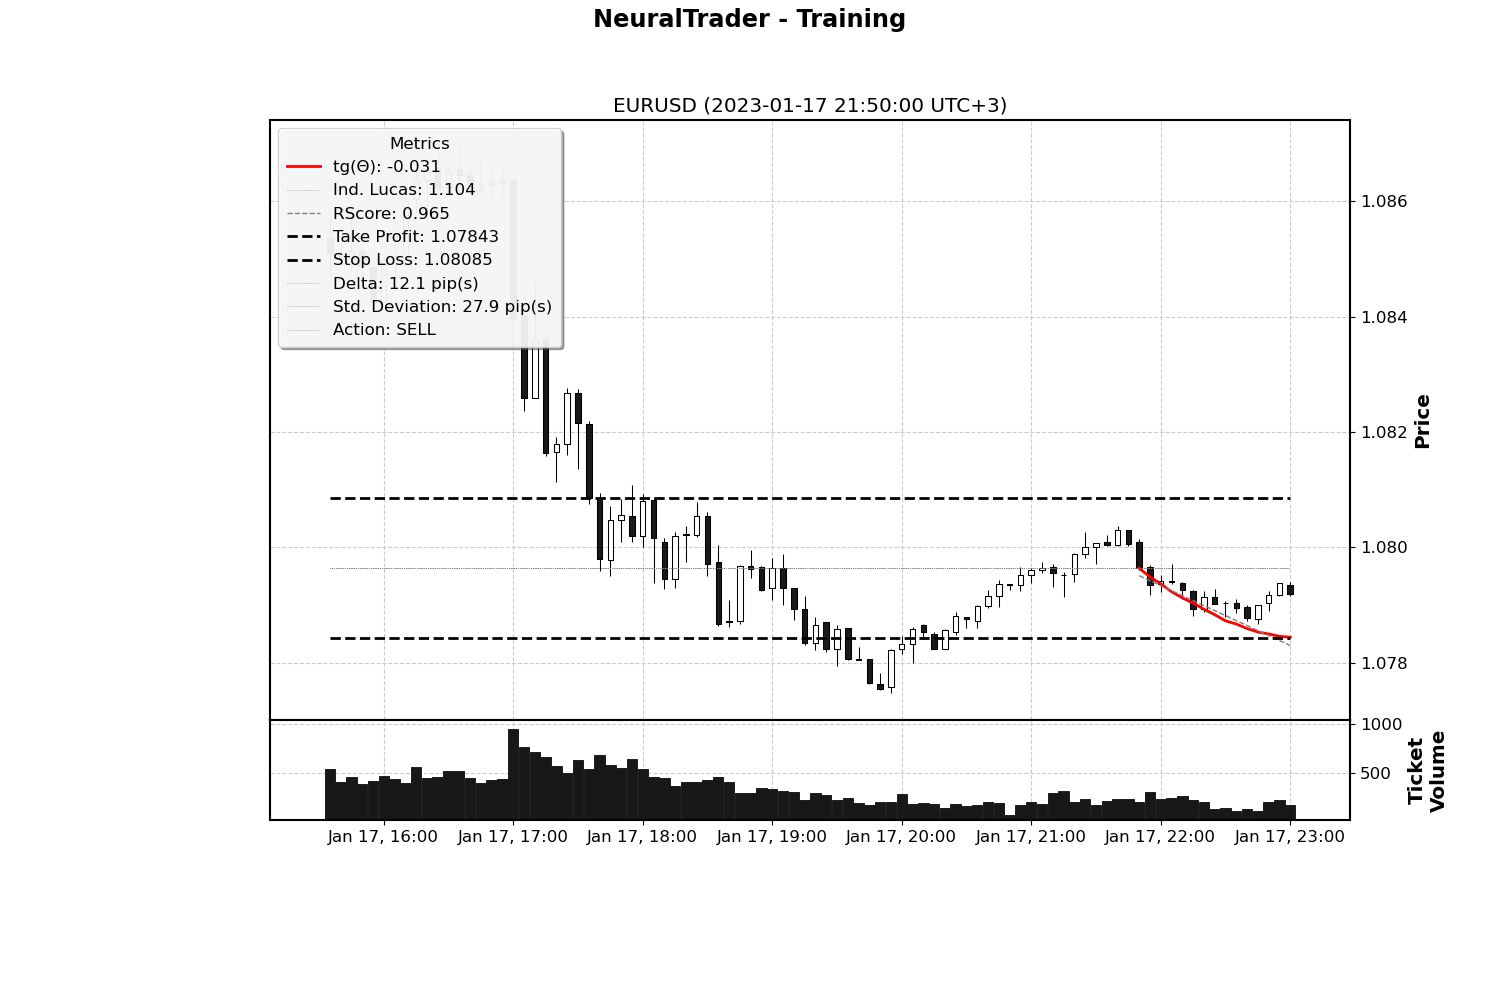 NeuralTrader - Training
EURUSD (2023-01-17 21:50:00 UTC+3)
Metrics
tg(Θ): -0.031
Ind. Lucas: 1.104
RScore: 0.965
Take Profit: 1.07843
Stop Loss: 1.08085
Delta: 12.1 pip(s)
Std. Deviation: 27.9 pip(s)
Action: SELL
1.086
1.084
1.082
1.080
1.078
Price
1000
500
Ticket
Volume
Jan 17, 16:00
Jan 17, 17:00
Jan 17, 18:00
Jan 17, 19:00
Jan 17, 20:00
Jan 17, 21:00
Jan 17, 22:00
Jan 17, 23:00